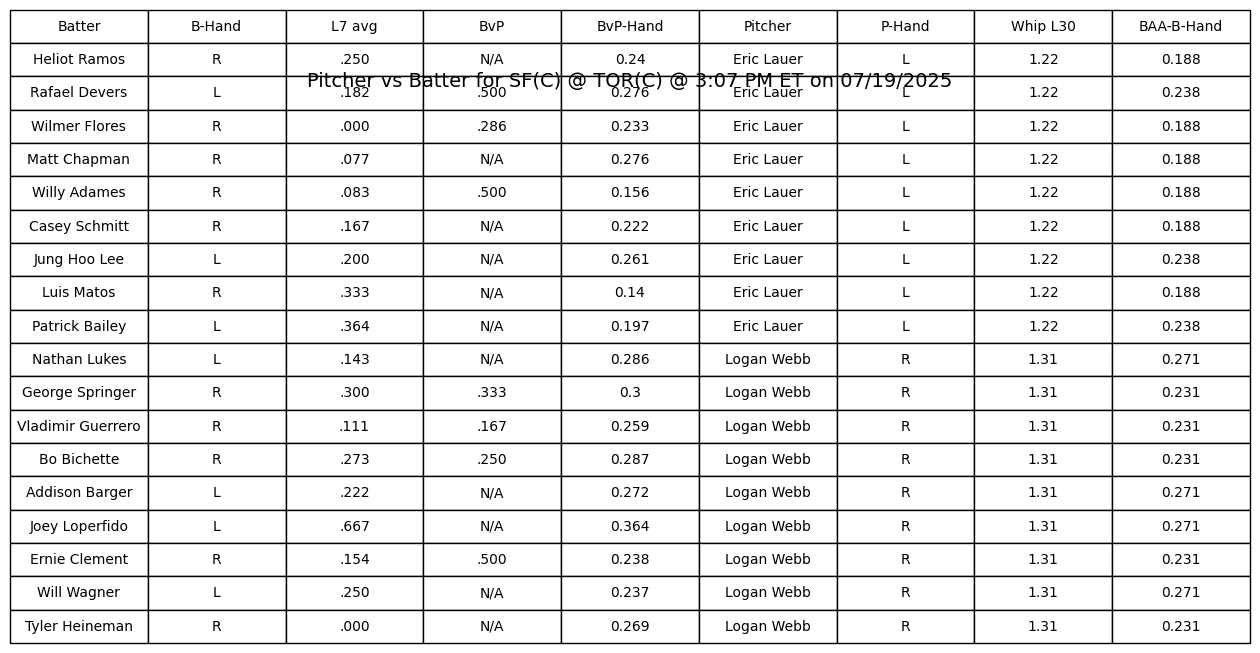 Batter B-Hand L7 avg BvP BvP-Hand Pitcher P-Hand Whip L30 BAA-B-Hand
Heliot Ramos R .250 N/A 0.24 Eric Lauer L 1.22 0.188
Pitcher vs Batter for SF(C) @ TOR(C) @ 3:07 PM ET on 07/19/2025
Rafael Devers L .182 .500 0.276 Eric Lauer L 1.22 0.238
Wilmer Flores R .000 .286 0.233 Eric Lauer L 1.22 0.188
Matt Chapman R .077 N/A 0.276 Eric Lauer L 1.22 0.188
Willy Adames R .083 .500 0.156 Eric Lauer L 1.22 0.188
Casey Schmitt R .167 N/A 0.222 Eric Lauer L 1.22 0.188
Jung Hoo Lee L .200 N/A 0.261 Eric Lauer L 1.22 0.238
Luis Matos R .333 N/A 0.14 Eric Lauer L 1.22 0.188
Patrick Bailey L .364 N/A 0.197 Eric Lauer L 1.22 0.238
Nathan Lukes L .143 N/A 0.286 Logan Webb R 1.31 0.271
George Springer R .300 .333 0.3 Logan Webb R 1.31 0.231
Vladimir Guerrero R .111 .167 0.259 Logan Webb R 1.31 0.231
Bo Bichette R .273 .250 0.287 Logan Webb R 1.31 0.231
Addison Barger L .222 N/A 0.272 Logan Webb R 1.31 0.271
Joey Loperfido L .667 N/A 0.364 Logan Webb R 1.31 0.271
Ernie Clement R .154 .500 0.238 Logan Webb R 1.31 0.231
Will Wagner L .250 N/A 0.237 Logan Webb R 1.31 0.271
Tyler Heineman R .000 N/A 0.269 Logan Webb R 1.31 0.231